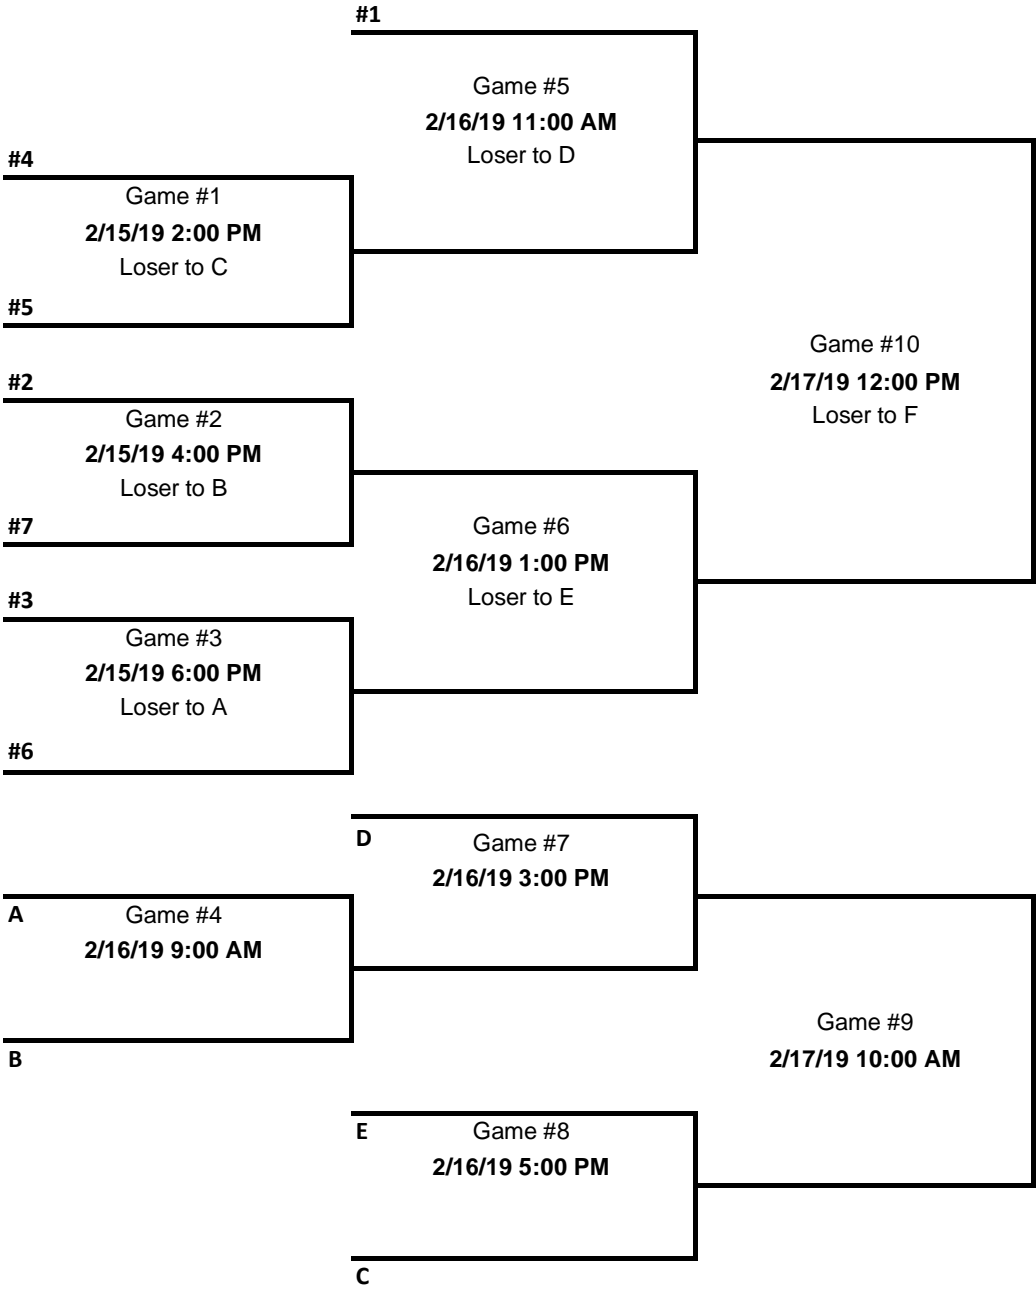 #1
Game #5
2/16/19 11:00 AM
Loser to D
#4
Game #1
2/15/19 2:00 PM
Loser to C
#5
Game #10
2/17/19 12:00 PM
Loser to F
#2
Game #2
2/15/19 4:00 PM
Loser to B
#7
Game #6
2/16/19 1:00 PM
Loser to E
#3
Game #3
2/15/19 6:00 PM
Loser to A
#6
D
Game #7
2/16/19 3:00 PM
A
Game #4
2/16/19 9:00 AM
B
Game #9
2/17/19 10:00 AM
E
Game #8
2/16/19 5:00 PM
C